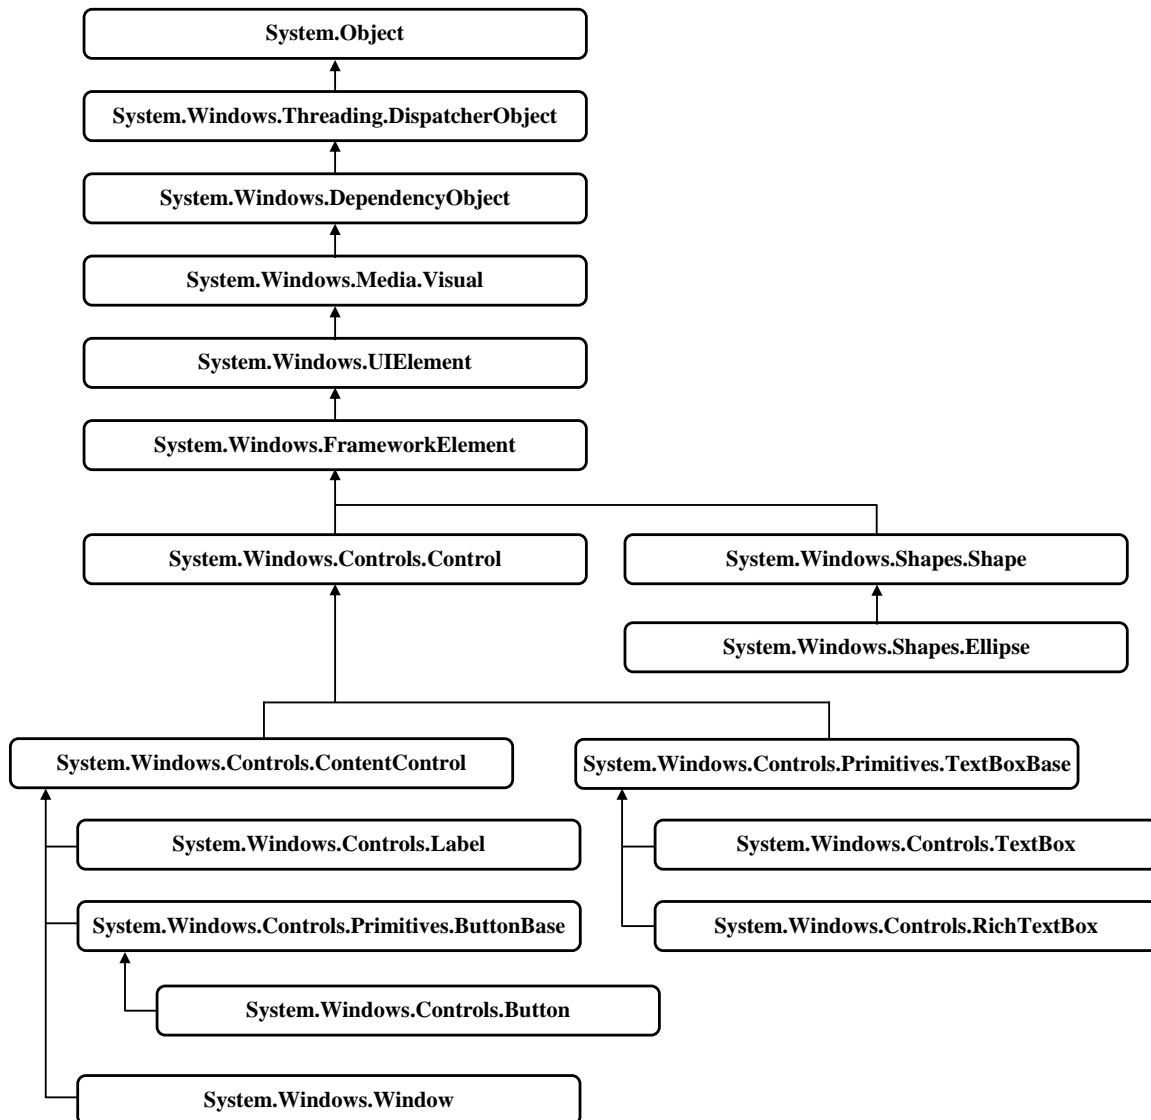 System.Object
System.Windows.Threading.DispatcherObject
System.Windows.DependencyObject
System.Windows.Media.Visual
System.Windows.UIElement
System.Windows.FrameworkElement
System.Windows.Controls.Control
System.Windows.Shapes.Shape
System.Windows.Shapes.Ellipse
System.Windows.Controls.ContentControl
System.Windows.Controls.Primitives.TextBoxBase
System.Windows.Controls.Label
System.Windows.Controls.TextBox
System.Windows.Controls.Primitives.ButtonBase
System.Windows.Controls.RichTextBox
System.Windows.Controls.Button
System.Windows.Window